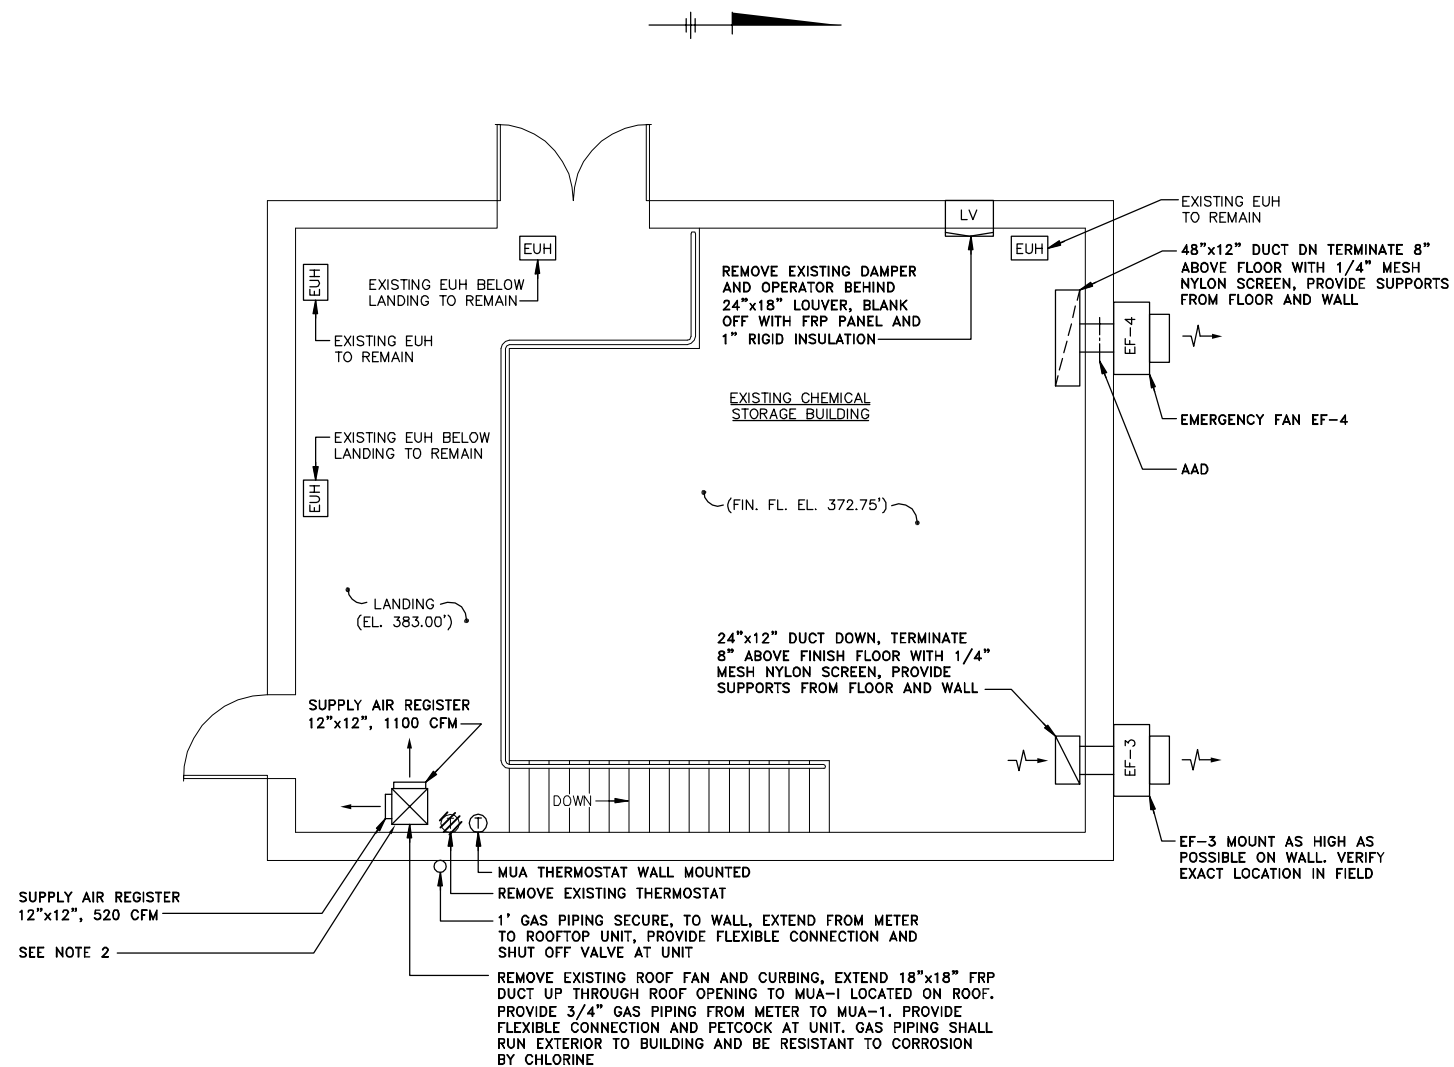 LV
EXISTING EUH
TO REMAIN
EUH
EUH
48"x12" DUCT DN TERMINATE 8"
ABOVE FLOOR WITH 1/4" MESH
NYLON SCREEN, PROVIDE SUPPORTS
FROM FLOOR AND WALL
EUH
EXISTING EUH BELOW
LANDING TO REMAIN
REMOVE EXISTING DAMPER
AND OPERATOR BEHIND
24"x18" LOUVER, BLANK
OFF WITH FRP PANEL AND
1" RIGID INSULATION
EXISTING EUH
TO REMAIN
EF-4
EXISTING CHEMICAL
STORAGE BUILDING
EMERGENCY FAN EF-4
EXISTING EUH BELOW
LANDING TO REMAIN
AAD
EUH
(FIN. FL. EL. 372.75')
LANDING
(EL. 383.00')
24"x12" DUCT DOWN, TERMINATE
8" ABOVE FINISH FLOOR WITH 1/4"
MESH NYLON SCREEN, PROVIDE
SUPPORTS FROM FLOOR AND WALL
SUPPLY AIR REGISTER
12"x12", 1100 CFM
EF-3
DOWN
T
T
EF-3 MOUNT AS HIGH AS
POSSIBLE ON WALL. VERIFY
EXACT LOCATION IN FIELD
MUA THERMOSTAT WALL MOUNTED
REMOVE EXISTING THERMOSTAT
SUPPLY AIR REGISTER
12"x12", 520 CFM
1' GAS PIPING SECURE, TO WALL, EXTEND FROM METER
TO ROOFTOP UNIT, PROVIDE FLEXIBLE CONNECTION AND
SHUT OFF VALVE AT UNIT
SEE NOTE 2
REMOVE EXISTING ROOF FAN AND CURBING, EXTEND 18"x18" FRP
DUCT UP THROUGH ROOF OPENING TO MUA-I LOCATED ON ROOF.
PROVIDE 3/4" GAS PIPING FROM METER TO MUA-1. PROVIDE
FLEXIBLE CONNECTION AND PETCOCK AT UNIT. GAS PIPING SHALL
RUN EXTERIOR TO BUILDING AND BE RESISTANT TO CORROSION
BY CHLORINE